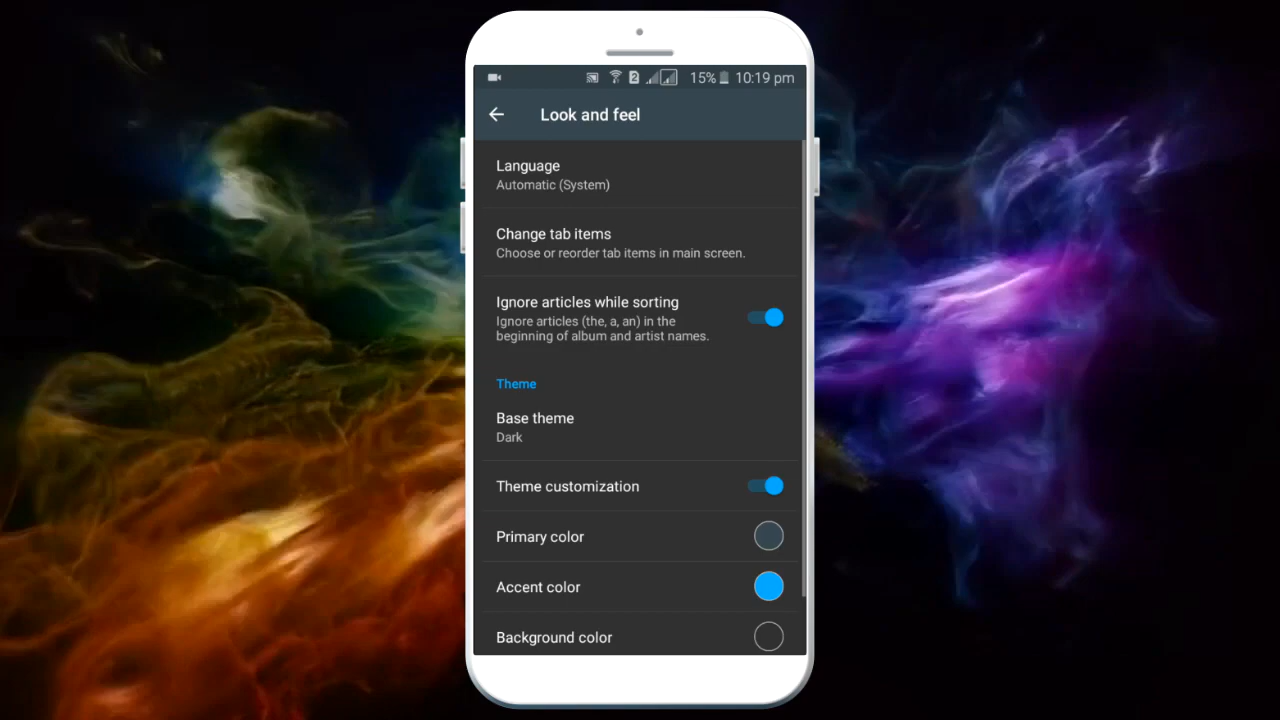 2 15% 10:19 pm
Look and feel
Language
Automatic (System)
Change tab items
Choose or reorder tab items in main screen.
Ignore articles while sorting
Ignore articles (the, a, an) in the
beginning of album and artist names.
Theme
Base theme
Dark
Theme customization
Primary color
Accent color
Background color